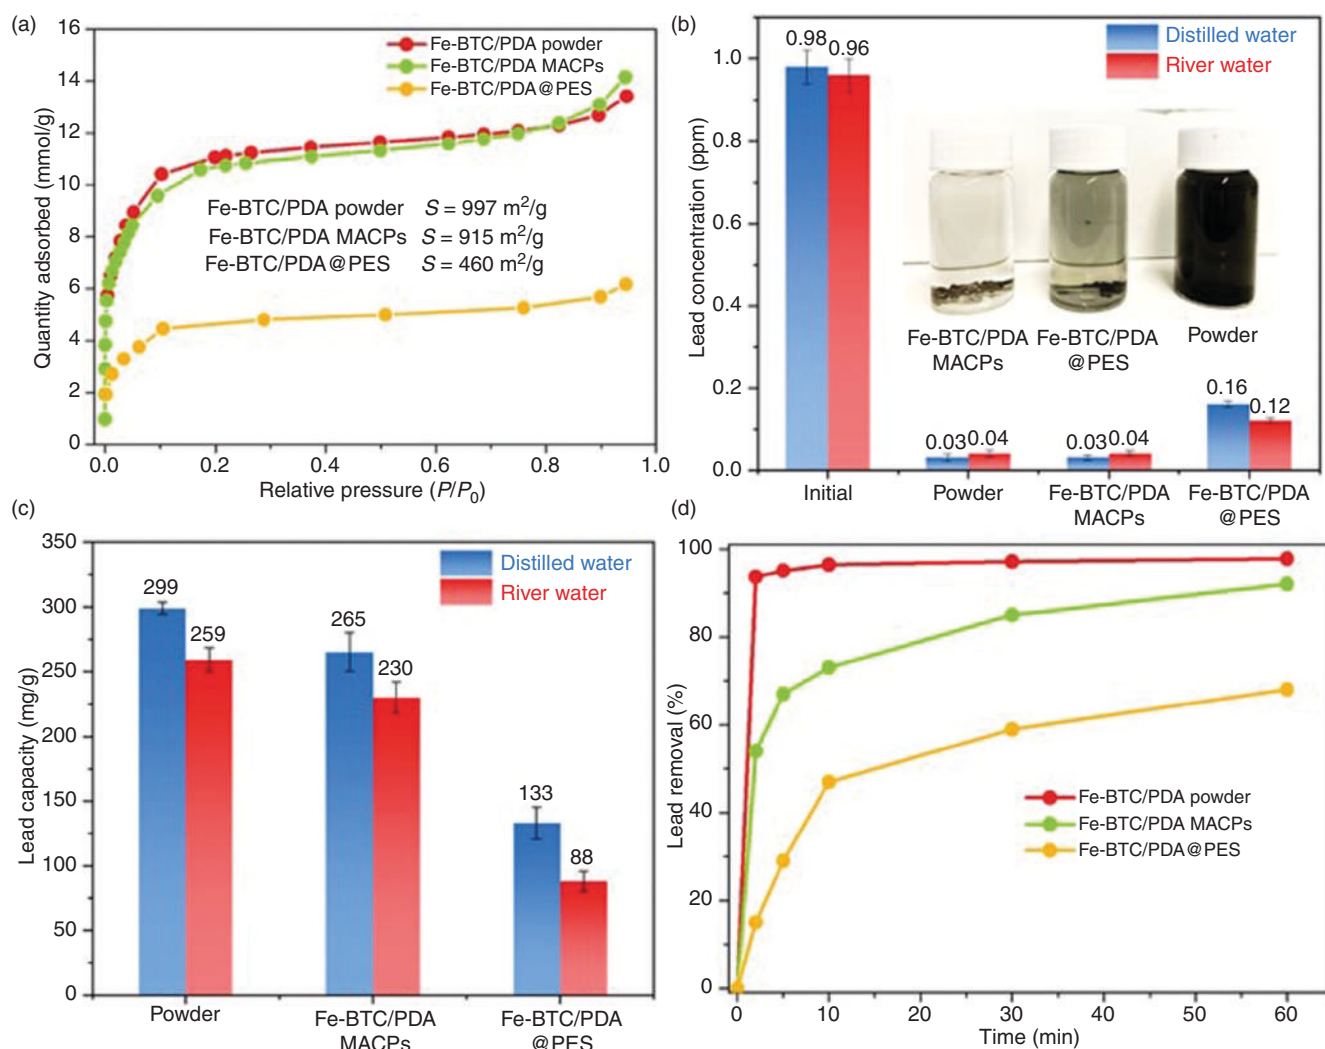 (a)
16
14
12
10
8
6
4
2
0
Quantity adsorbed (mmol/g)
Fe-BTC/PDA powder
Fe-BTC/PDA MACPs
Fe-BTC/PDA@PES
Fe-BTC/PDA powder S = 997 m²/g
Fe-BTC/PDA MACPs S = 915 m²/g
Fe-BTC/PDA@PES S = 460 m²/g
0.0 0.2 0.4 0.6 0.8 1.0
Relative pressure (P/P₀)
(b)
1.0
0.8
0.6
0.4
0.2
0.0
Lead concentration (ppm)
Distilled water
River water
0.98 0.96
Fe-BTC/PDA
MACPs
Fe-BTC/PDA
@PES
Powder
0.03 0.04
0.03 0.04
0.16 0.12
Initial
Powder
Fe-BTC/PDA
MACPs
Fe-BTC/PDA
@PES
(c)
350
300
250
200
150
100
50
0
Lead capacity (mg/g)
Distilled water
River water
299
259
265
230
133
88
Powder
Fe-BTC/PDA
MACPs
Fe-BTC/PDA
@PES
(d)
100
80
60
40
20
0
Lead removal (%)
Fe-BTC/PDA powder
Fe-BTC/PDA MACPs
Fe-BTC/PDA@PES
0 10 20 30 40 50 60
Time (min)